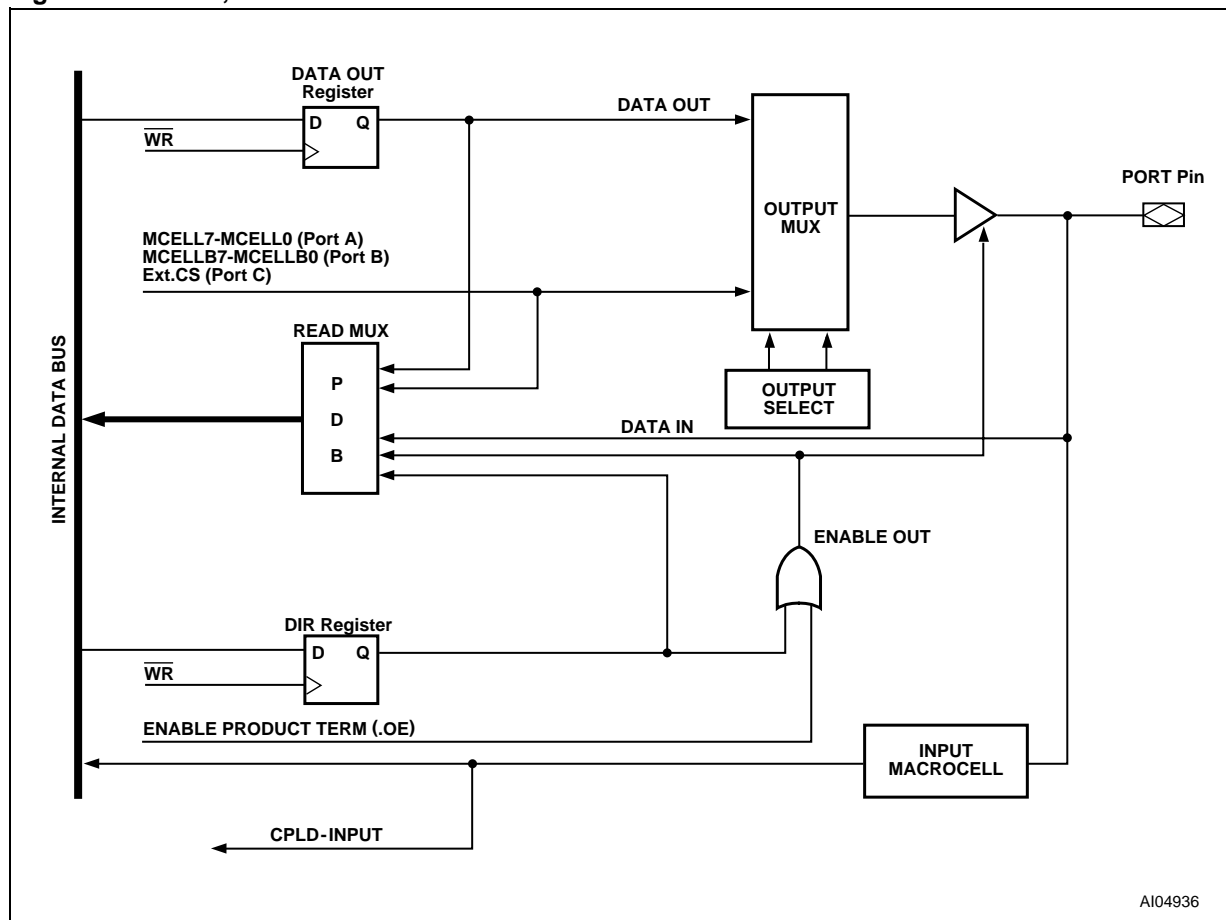 DATA OUT
Register
D Q
WR
DATA OUT
OUTPUT
MUX
PORT Pin
MCELL7-MCELL0 (Port A)
MCELLB7-MCELLB0 (Port B)
Ext.CS (Port C)
READ MUX
P
D
B
OUTPUT
SELECT
DATA IN
INTERNAL DATA BUS
ENABLE OUT
DIR Register
D Q
WR
ENABLE PRODUCT TERM (.OE)
INPUT
MACROCELL
CPLD-INPUT
AI04936